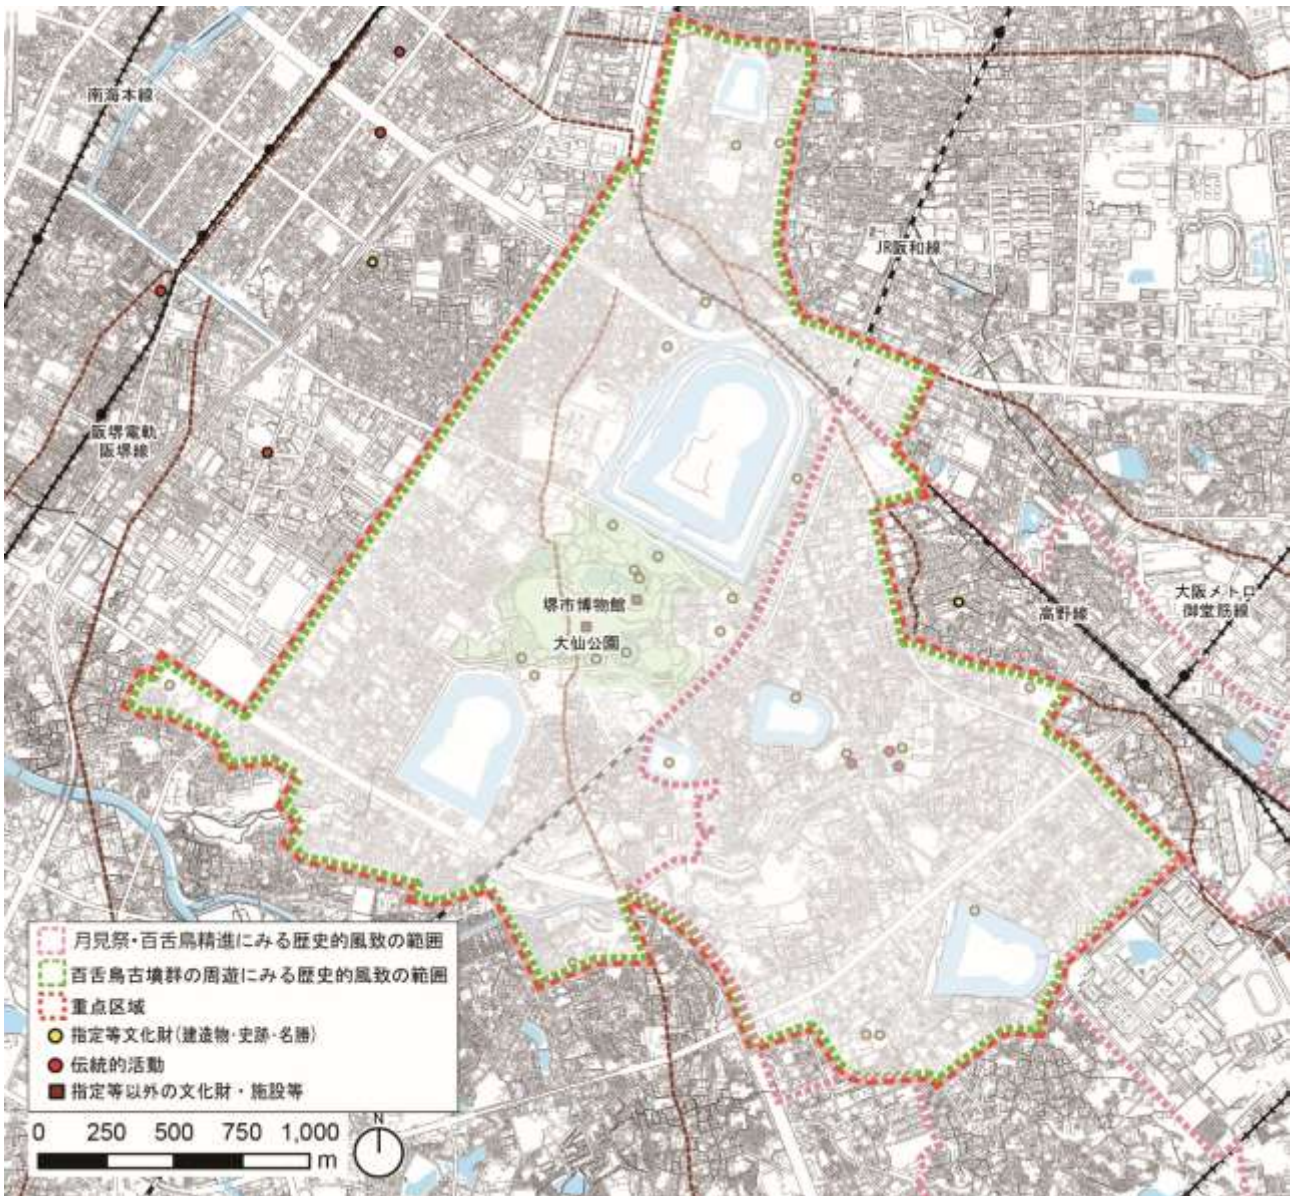 南海本線
JR阪和線
阪堺電軌
阪堺線
大阪メトロ
御堂筋線
高野線
堺市博物館
大仙公園
月見祭・百舌鳥精進にみる歴史的風致の範囲
百舌鳥古墳群の周遊にみる歴史的風致の範囲
重点区域
指定等文化財(建造物・史跡・名勝)
伝統的活動
指定等以外の文化財・施設等
0 250 500 750 1,000
m
N